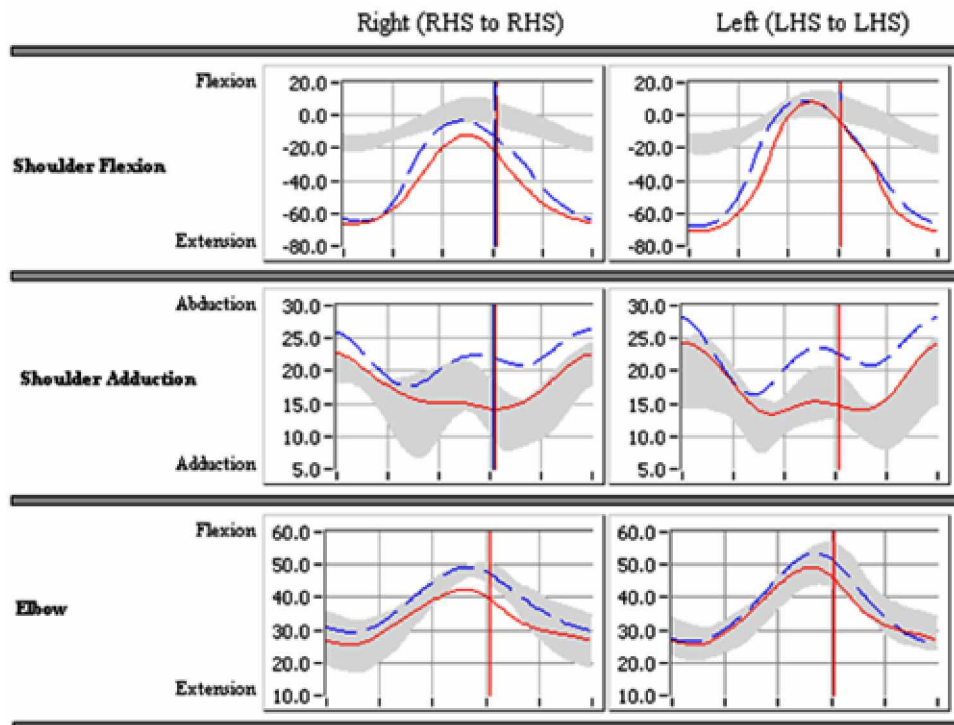 Right (RHS to RHS) Left (LHS to LHS)
Flexion 20.0 20.0
0.0 0.0
-20.0 -20.0
Shoulder Flexion
-40.0 -40.0
-60.0 -60.0
Extension -80.0 -80.0
Abduction 30.0 30.0
25.0 25.0
20.0 20.0
Shoulder Adduction
15.0 15.0
10.0 10.0
Adduction 5.0 5.0
Flexion 60.0 60.0
50.0 50.0
40.0 40.0
Elbow
30.0 30.0
20.0 20.0
Extension 10.0 10.0